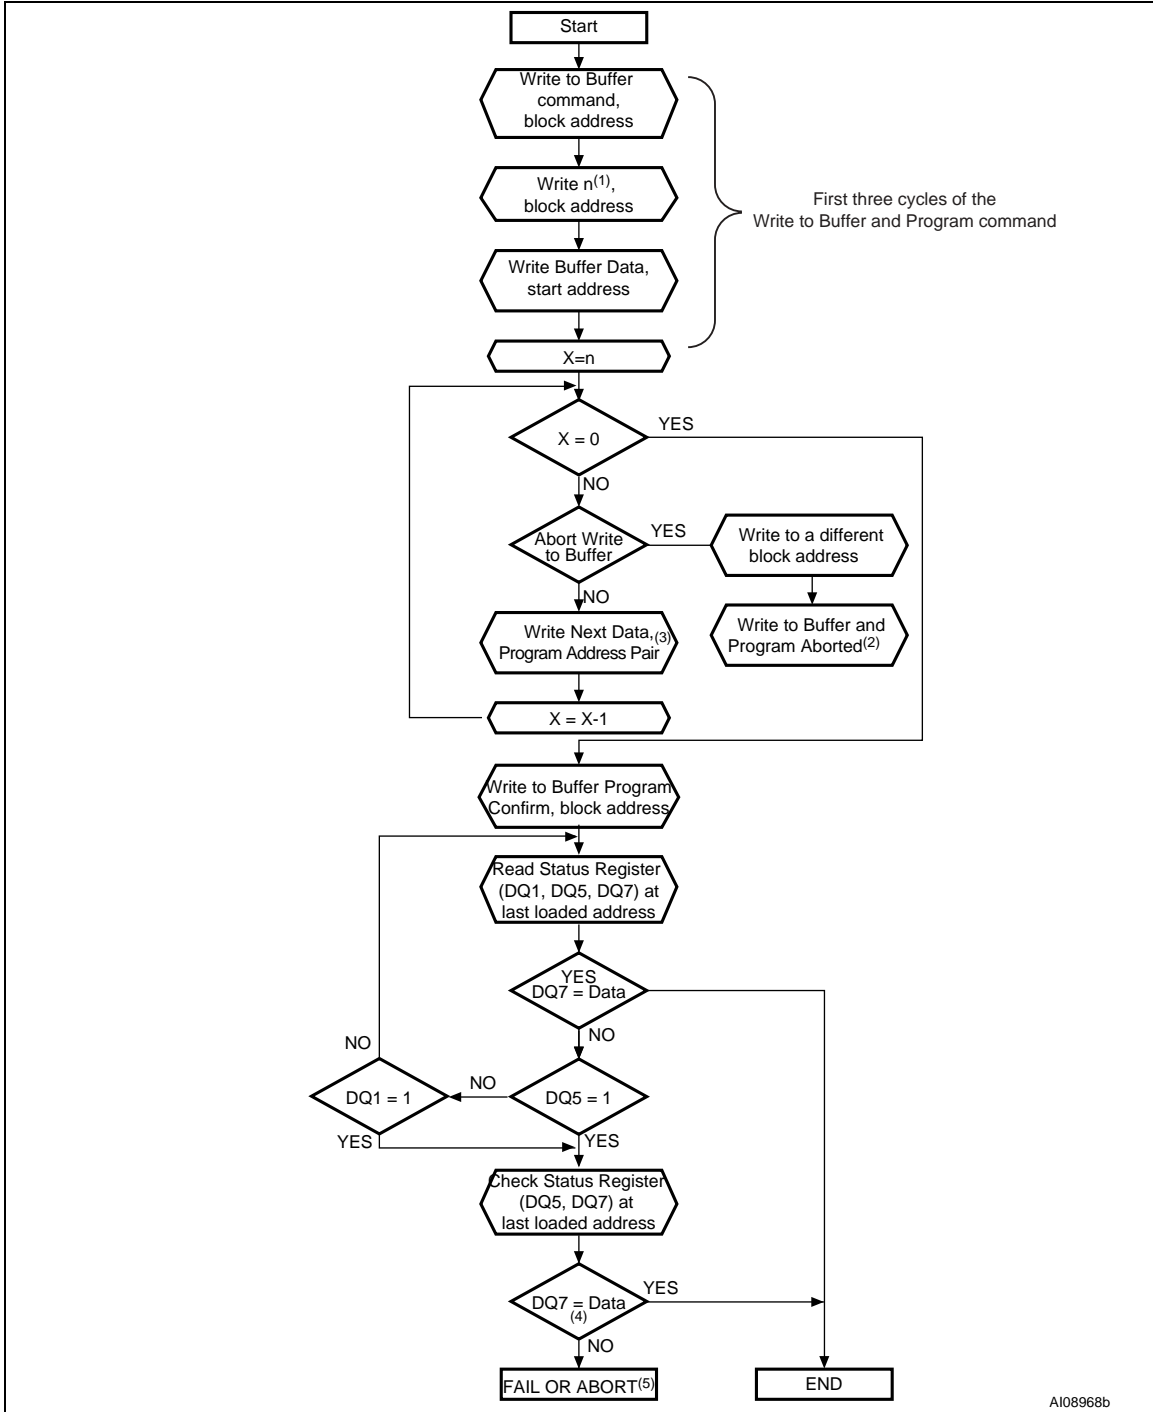 Start
Write to Buffer
command,
block address
Write n(1),
block address
First three cycles of the
Write to Buffer and Program command
Write Buffer Data,
start address
X=n
YES
X = 0
NO
YES
Abort Write
to Buffer
Write to a different
block address
NO
Write Next Data,(3)
Program Address Pair
Write to Buffer and
Program Aborted(2)
X = X-1
Write to Buffer Program
Confirm, block address
Read Status Register
(DQ1, DQ5, DQ7) at
last loaded address
YES
DQ7 = Data
NO
NO
DQ1 = 1
NO
DQ5 = 1
YES
YES
Check Status Register
(DQ5, DQ7) at
last loaded address
YES
DQ7 = Data
(4)
NO
FAIL OR ABORT(5)
END
AI08968b